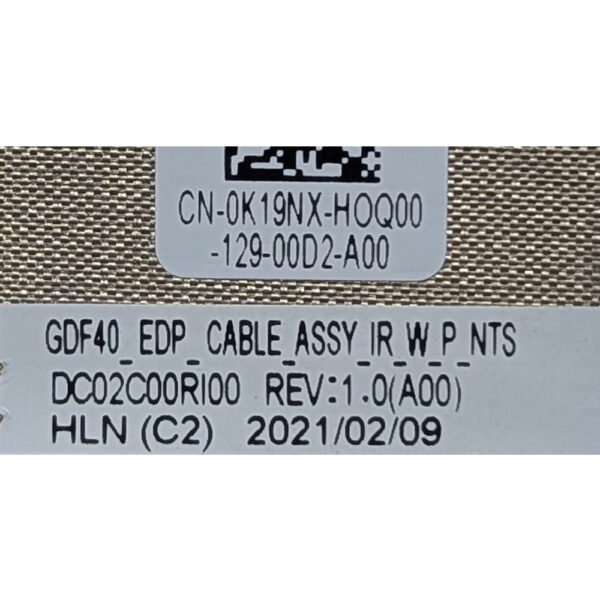 CN-0K19NX-HOQ00
-129-00D2-A00
GDF40_EDP_CABLE_ASSY_IR_W_P_NTS
DC02C00RI00 REV:1.0(A00)
HLN (C2) 2021/02/09